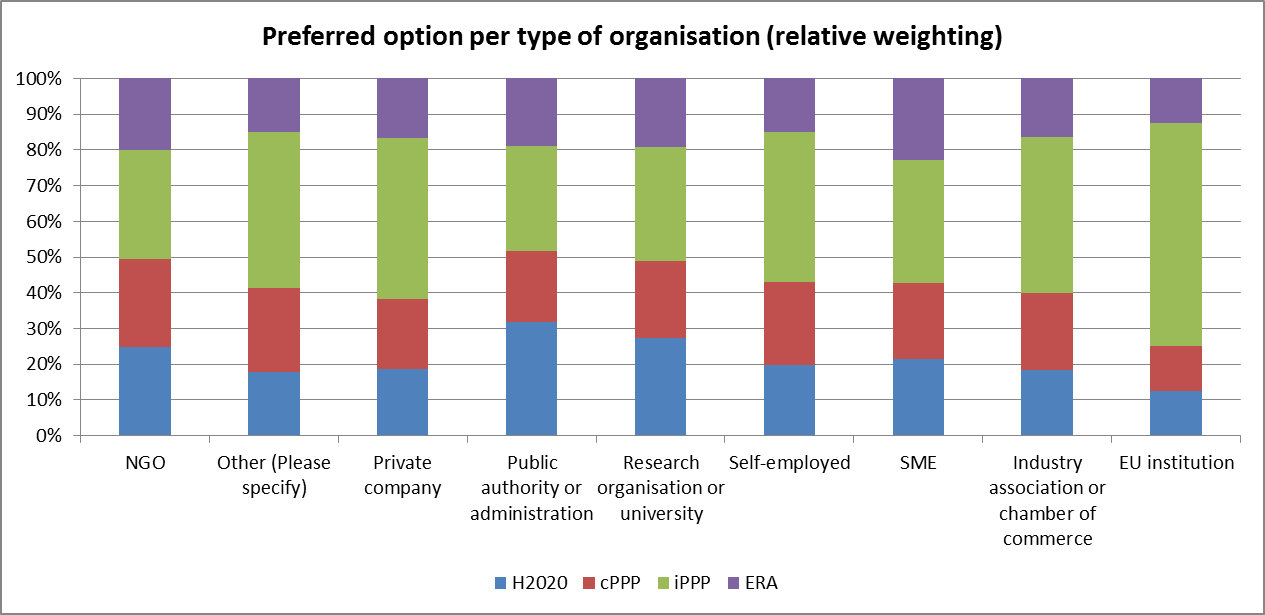 Preferred option per type of organisation (relative weighting)
100%
90%
80%
70%
60%
50%
40%
30%
20%
10%
0%
NGO
Other (Please
specify)
Private
company
Public
authority or
administration
Research
organisation or
university
Self-employed
SME
Industry
association or
chamber of
commerce
EU institution
H2020 cPPP iPPP ERA